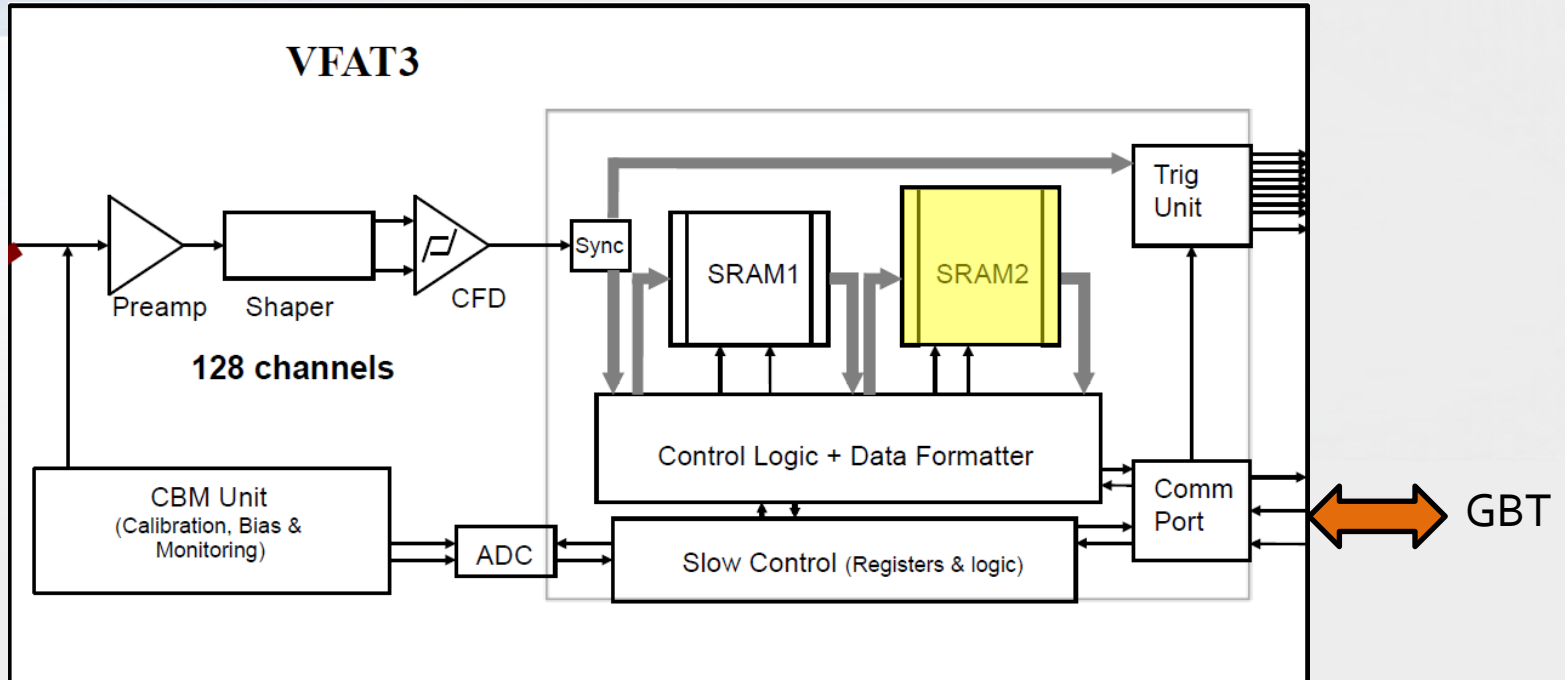 VFAT3
Trig
Unit
Sync
SRAM1
SRAM2
Preamp
Shaper
CFD
128 channels
Control Logic + Data Formatter
CBM Unit
(Calibration, Bias &
Monitoring)
ADC
Slow Control (Registers & logic)
Comm
Port
GBT